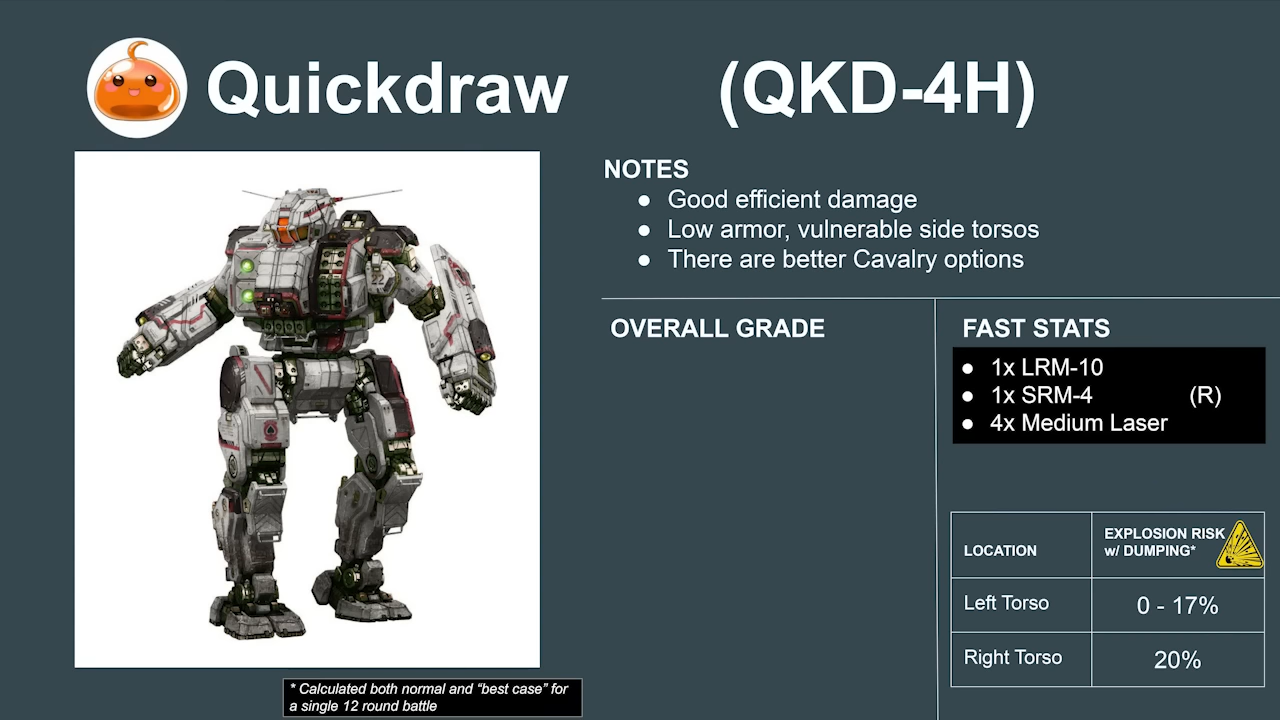 Quickdraw (QKD-4H)
NOTES
● Good efficient damage
● Low armor, vulnerable side torsos
● There are better Cavalry options
OVERALL GRADE
FAST STATS
● 1x LRM-10
● 1x SRM-4 (R)
● 4x Medium Laser
LOCATION
EXPLOSION RISK
w/ DUMPING*
Left Torso
0 - 17%
Right Torso
20%
* Calculated both normal and “best case” for
a single 12 round battle